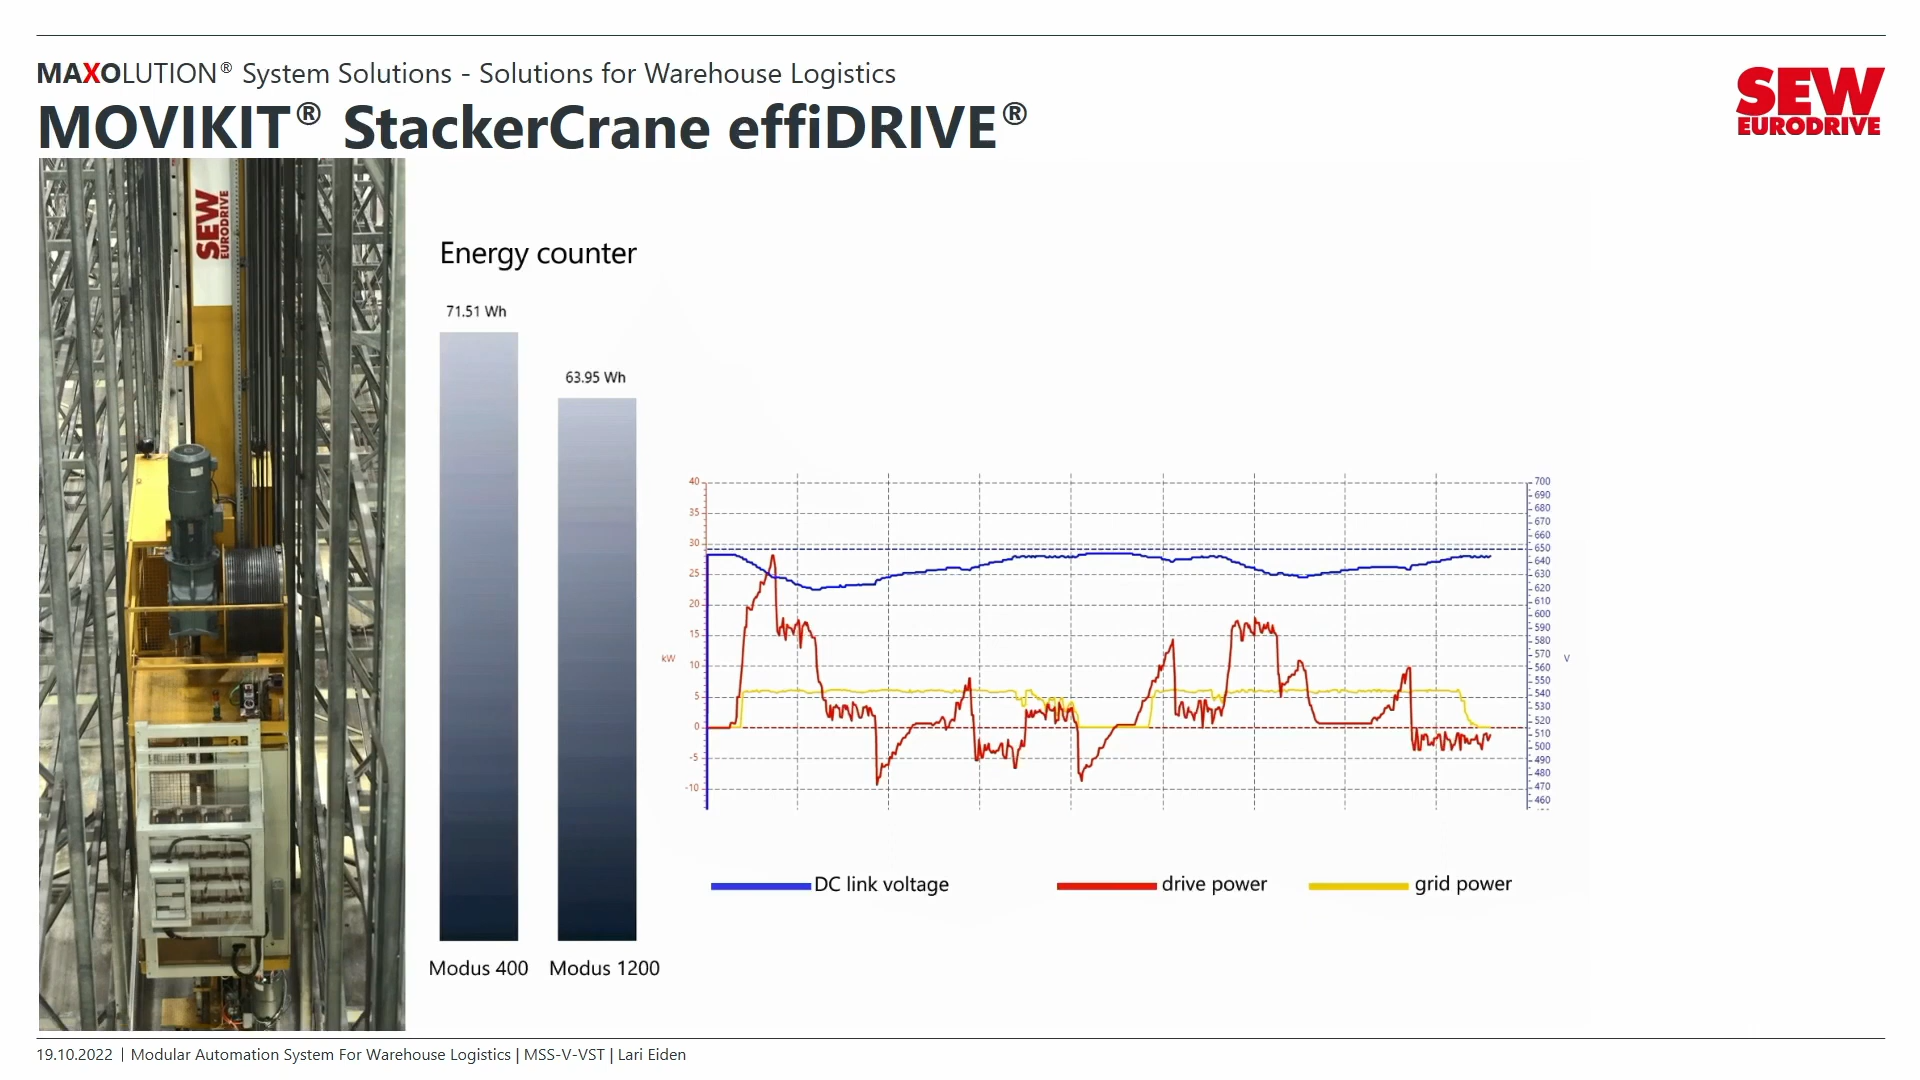 MAXOLUTION® System Solutions - Solutions for Warehouse Logistics
MOVIKIT® StackerCrane effiDRIVE®
SEW
EURODRIVE
SEW
EURODRIVE
Energy counter
71.51 Wh
63.95 Wh
Modus 400
Modus 1200
40
35
30
25
20
15
10
5
0
-5
-10
kW
700
690
680
670
660
650
640
630
620
610
600
590
580
570
560
550
540
530
520
510
500
490
480
470
460
V
DC link voltage
drive power
grid power
19.10.2022 | Modular Automation System For Warehouse Logistics | MSS-V-VST | Lari Eiden